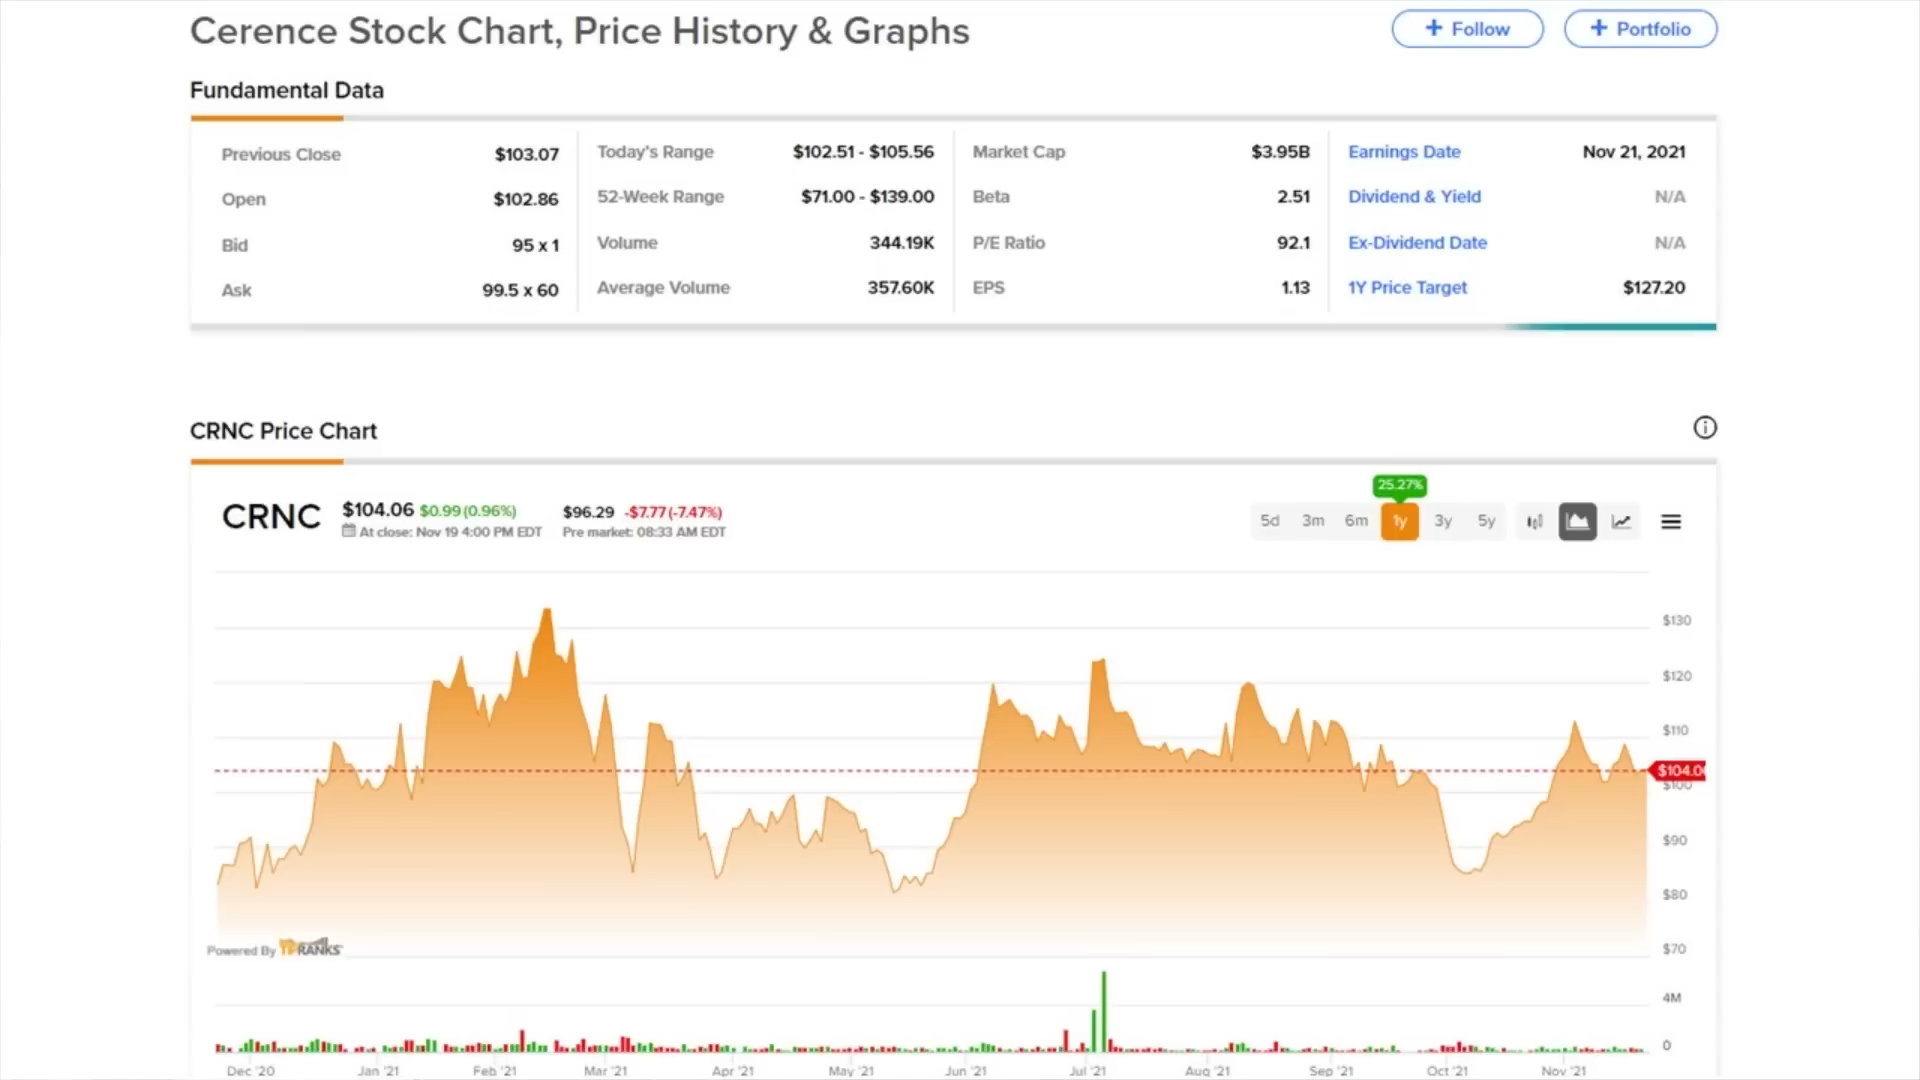 Cerence Stock Chart, Price History & Graphs
+ Follow
+ Portfolio
Fundamental Data
Previous Close $103.07
Open $102.86
Bid 95 x 1
Ask 99.5 x 60
Today's Range $102.51 - $105.56
52-Week Range $71.00 - $139.00
Volume 344.19K
Average Volume 357.60K
Market Cap $3.95B
Beta 2.51
P/E Ratio 92.1
EPS 1.13
Earnings Date Nov 21, 2021
Dividend & Yield N/A
Ex-Dividend Date N/A
1Y Price Target $127.20
CRNC Price Chart
CRNC
$104.06 $0.99 (0.96%)
At close: Nov 19 4:00 PM EDT
$96.29 -$7.77 (-7.47%)
Pre market: 08:33 AM EDT
25.27%
5d 3m 6m 1y 3y 5y
$130
$120
$110
$104.0
$100
$90
$80
$70
Powered By TIPRANKS
4M
0
Dec '20 Jan '21 Feb '21 Mar '21 Apr '21 May '21 Jun '21 Jul '21 Aug '21 Sep '21 Oct '21 Nov '21